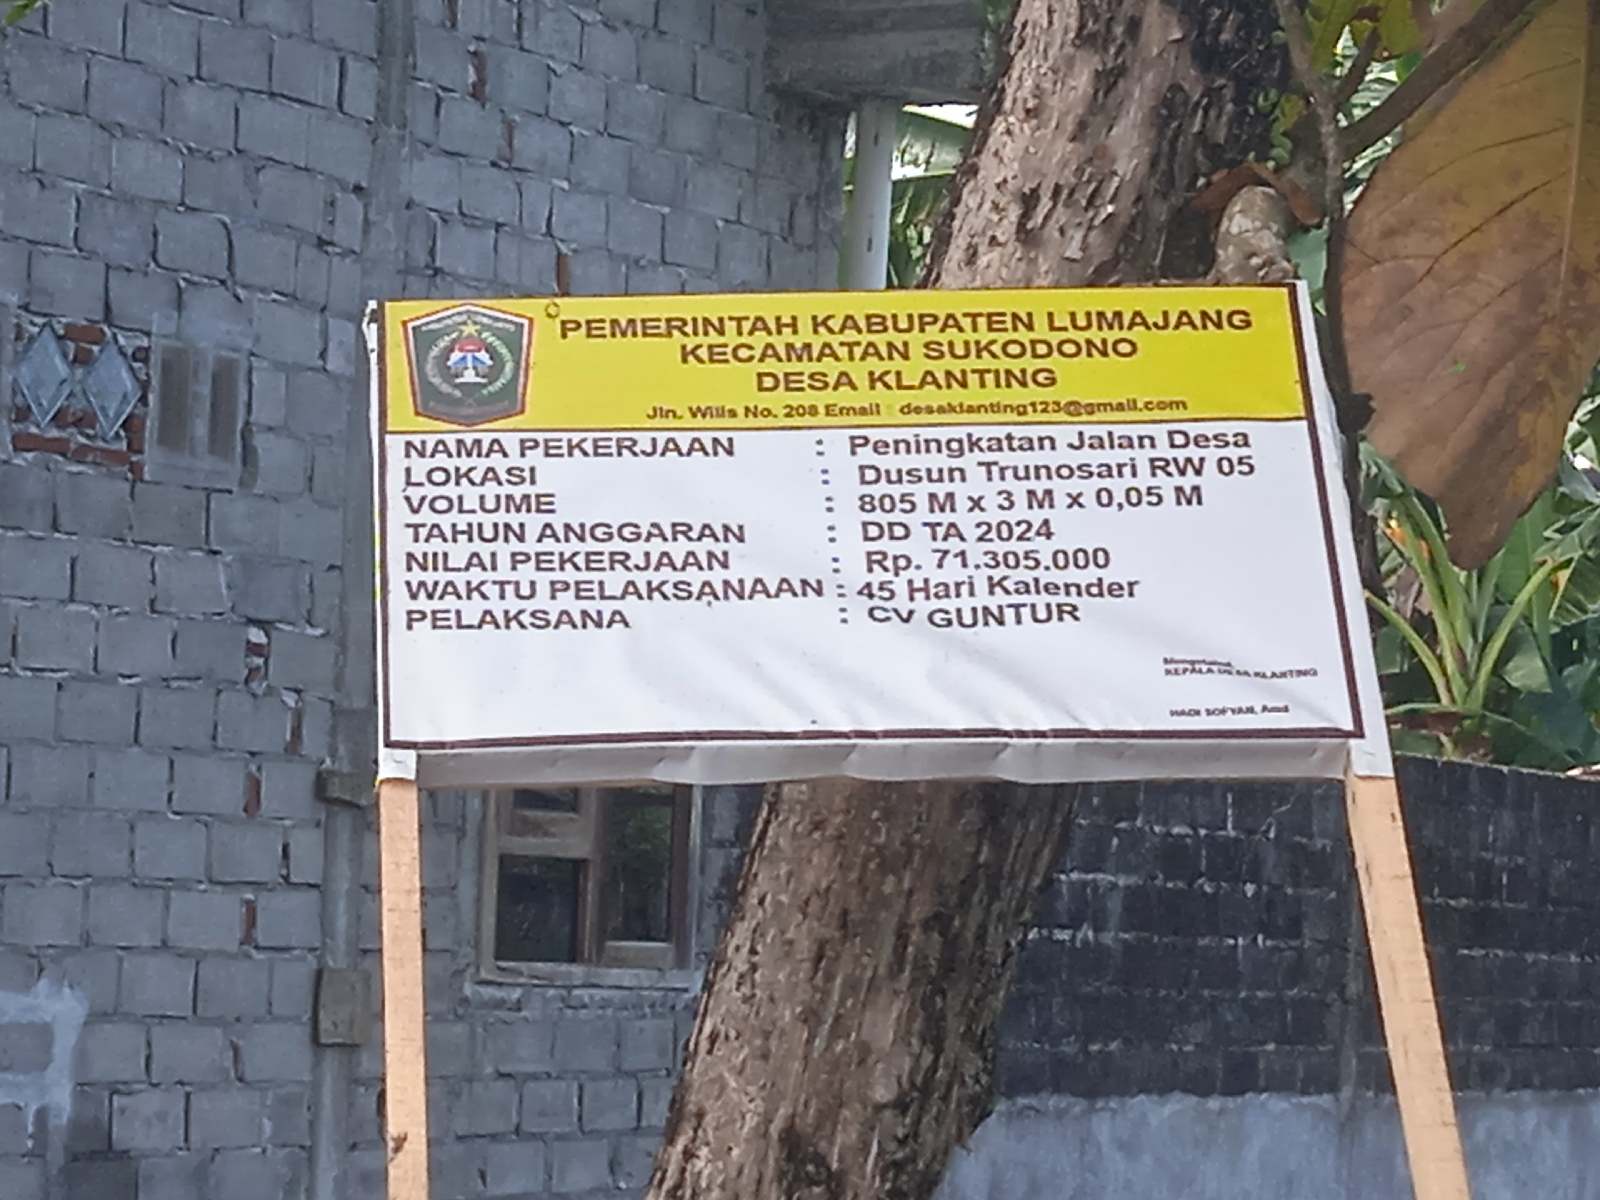 PEMERINTAH KABUPATEN LUMAJANG
KECAMATAN SUKODONO
DESA KLANTING
Jln. Wilis No. 208 Email : desaklanting123@gmail.com
NAMA PEKERJAAN : Peningkatan Jalan Desa
LOKASI : Dusun Trunosari RW 05
VOLUME : 805 M x 3 M x 0,05 M
TAHUN ANGGARAN : DD TA 2024
NILAI PEKERJAAN : Rp. 71.305.000
WAKTU PELAKSANAAN : 45 Hari Kalender
PELAKSANA : CV GUNTUR
Mengetahui,
KEPALA DESA KLANTING
HADI SOFYAN, Amd